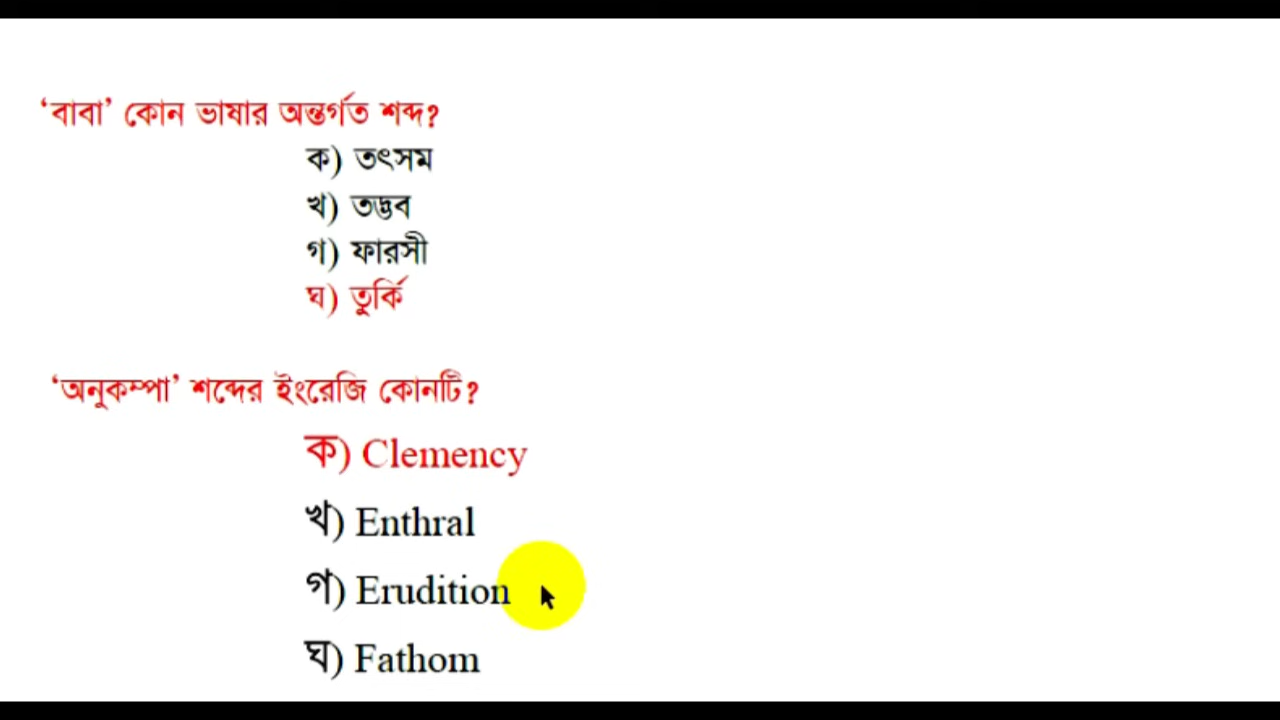 ‘বাবা’ কোন ভাষার অন্তর্গত শব্দ?
ক) তৎসম
খ) তদ্ভব
গ) ফারসী
ঘ) তুর্কি
‘অনুকম্পা’ শব্দের ইংরেজি কোনটি?
ক) Clemency
খ) Enthral
গ) Erudition
ঘ) Fathom